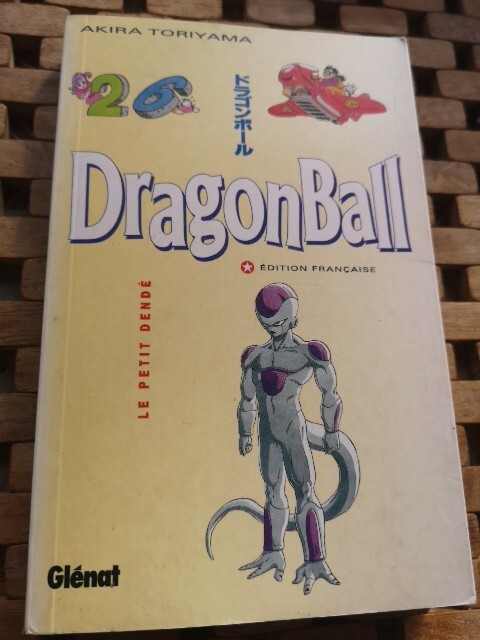 AKIRA TORIYAMA
26
ドラゴンボール
DragonBall
ÉDITION FRANÇAISE
LE PETIT DENDÉ
Glénat